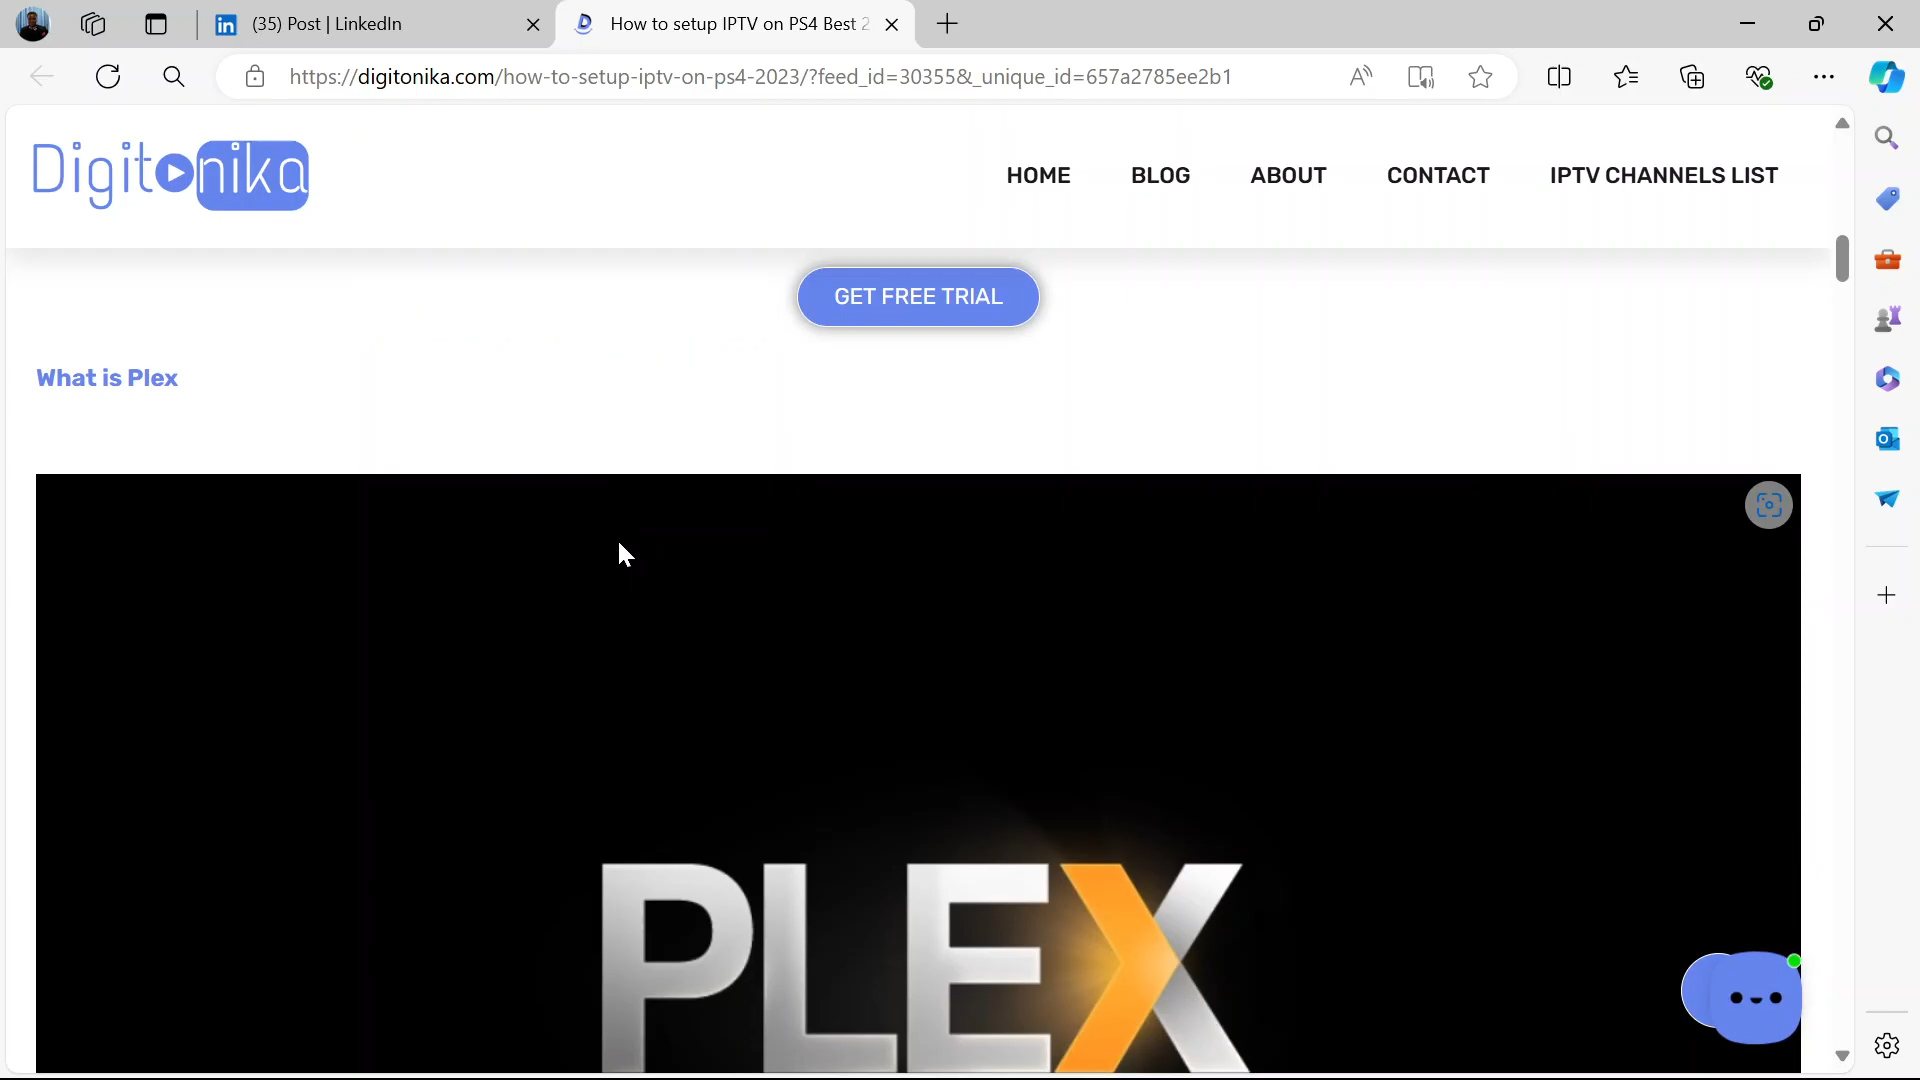 (35) Post | LinkedIn
How to setup IPTV on PS4 Best 2
https://digitonika.com/how-to-setup-iptv-on-ps4-2023/?feed_id=30355&_unique_id=657a2785ee2b1
Digitonika
HOME
BLOG
ABOUT
CONTACT
IPTV CHANNELS LIST
GET FREE TRIAL
What is Plex
PLEX